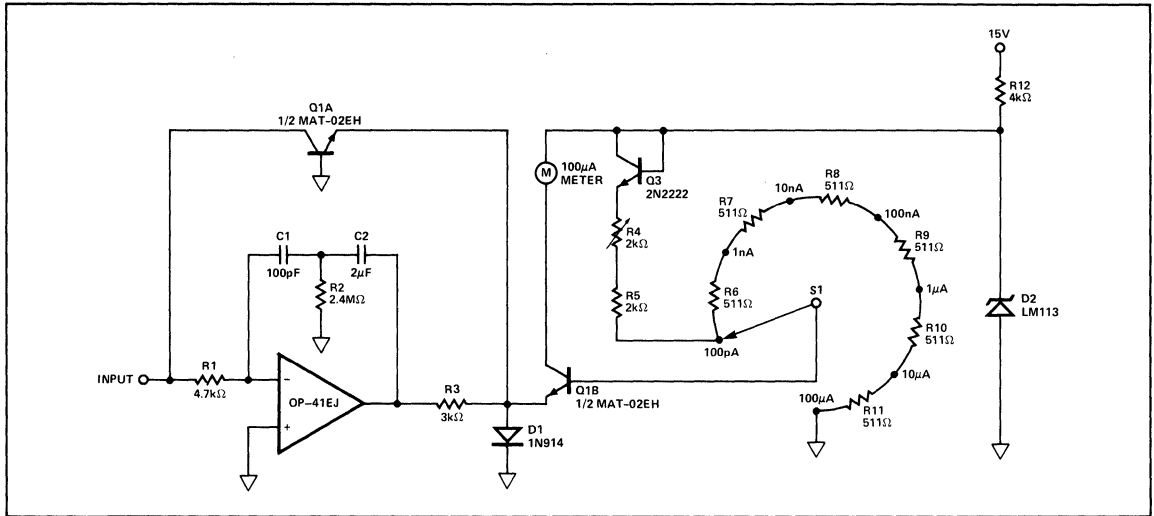 15V
R12
4kΩ
Q1A
1/2 MAT-02EH
M
100μA
METER
Q3
2N2222
R8
511Ω
10nA
R7
511Ω
100nA
R4
2kΩ
R9
511Ω
C1
100pF
C2
2μF
1nA
R2
2.4MΩ
R5
2kΩ
R6
511Ω
S1
1μA
D2
LM113
R10
511Ω
100pA
INPUT
R1
4.7kΩ
−
+
OP-41EJ
R3
3kΩ
Q1B
1/2 MAT-02EH
10μA
100μA
R11
511Ω
D1
1N914